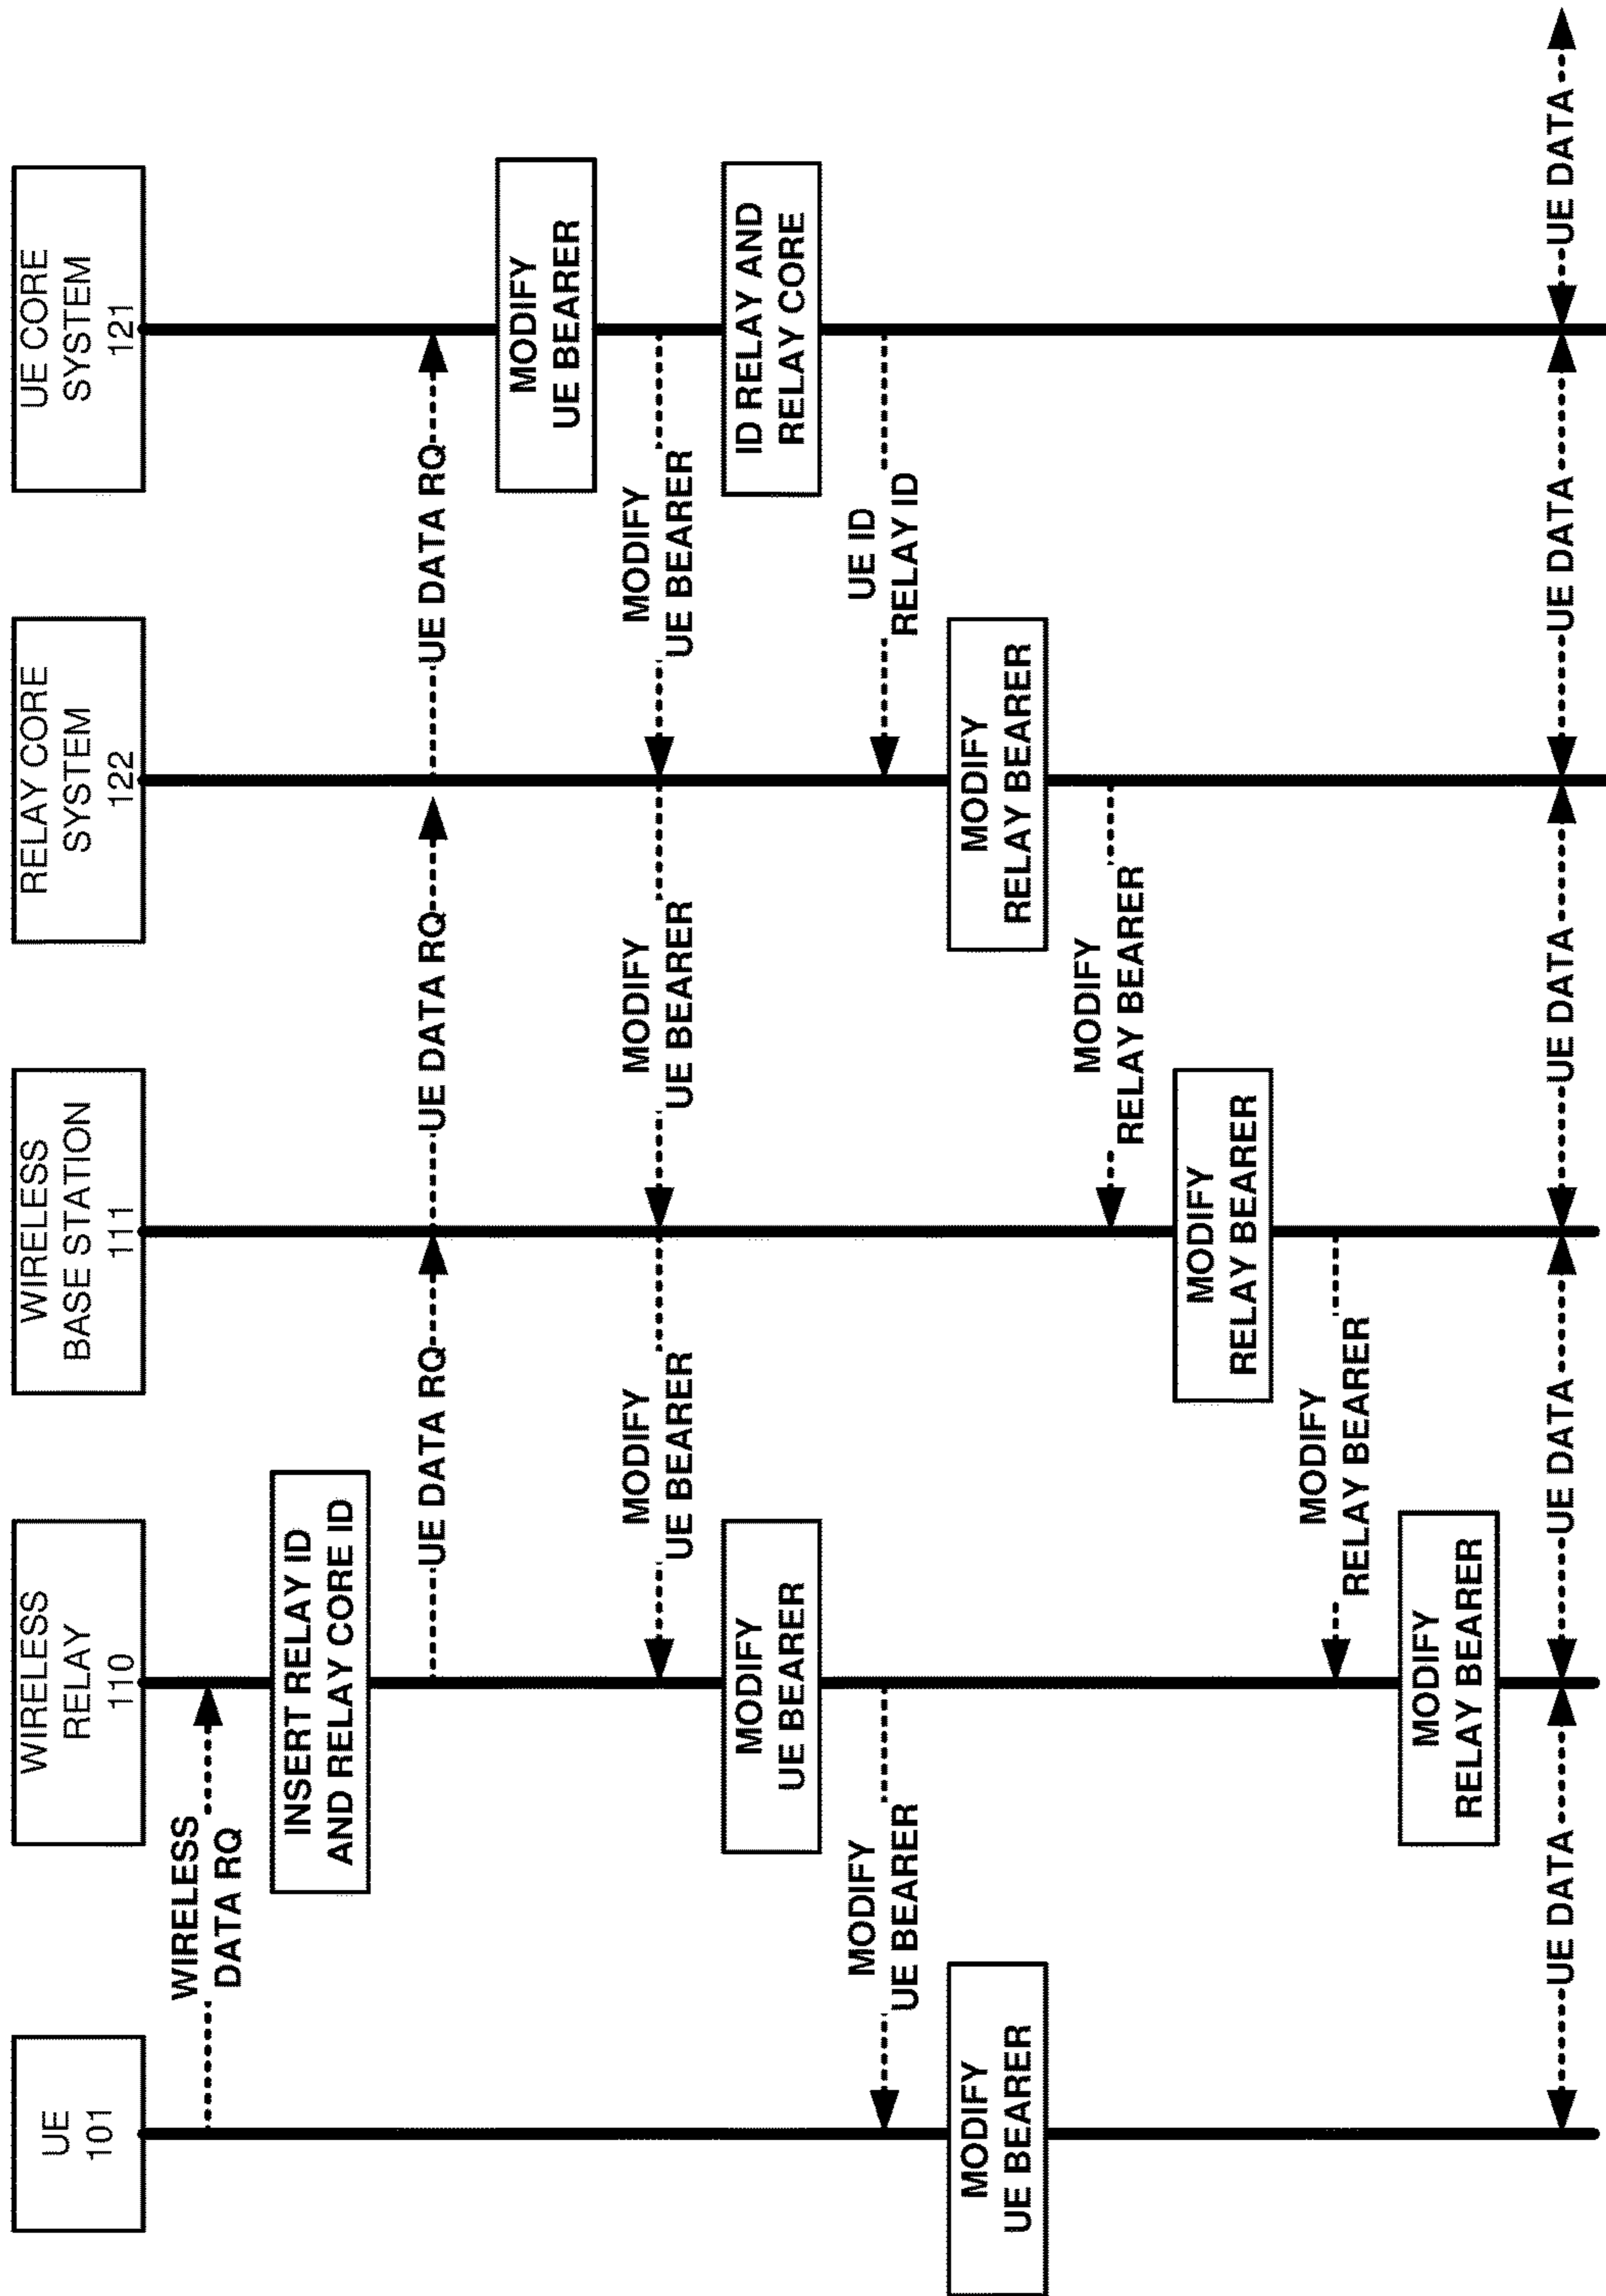 UE
101
WIRELESS
RELAY
110
WIRELESS
BASE STATION
111
RELAY CORE
SYSTEM
122
UE CORE
SYSTEM
121
WIRELESS
DATA RQ
INSERT RELAY ID
AND RELAY CORE ID
UE DATA RQ
UE DATA RQ
UE DATA RQ
MODIFY
UE BEARER
MODIFY
UE BEARER
MODIFY
UE BEARER
MODIFY
UE BEARER
MODIFY
UE BEARER
ID RELAY AND
RELAY CORE
MODIFY
UE BEARER
UE ID
RELAY ID
MODIFY
UE BEARER
MODIFY
RELAY BEARER
MODIFY
RELAY BEARER
MODIFY
RELAY BEARER
MODIFY
RELAY BEARER
MODIFY
RELAY BEARER
UE DATA
UE DATA
UE DATA
UE DATA
UE DATA